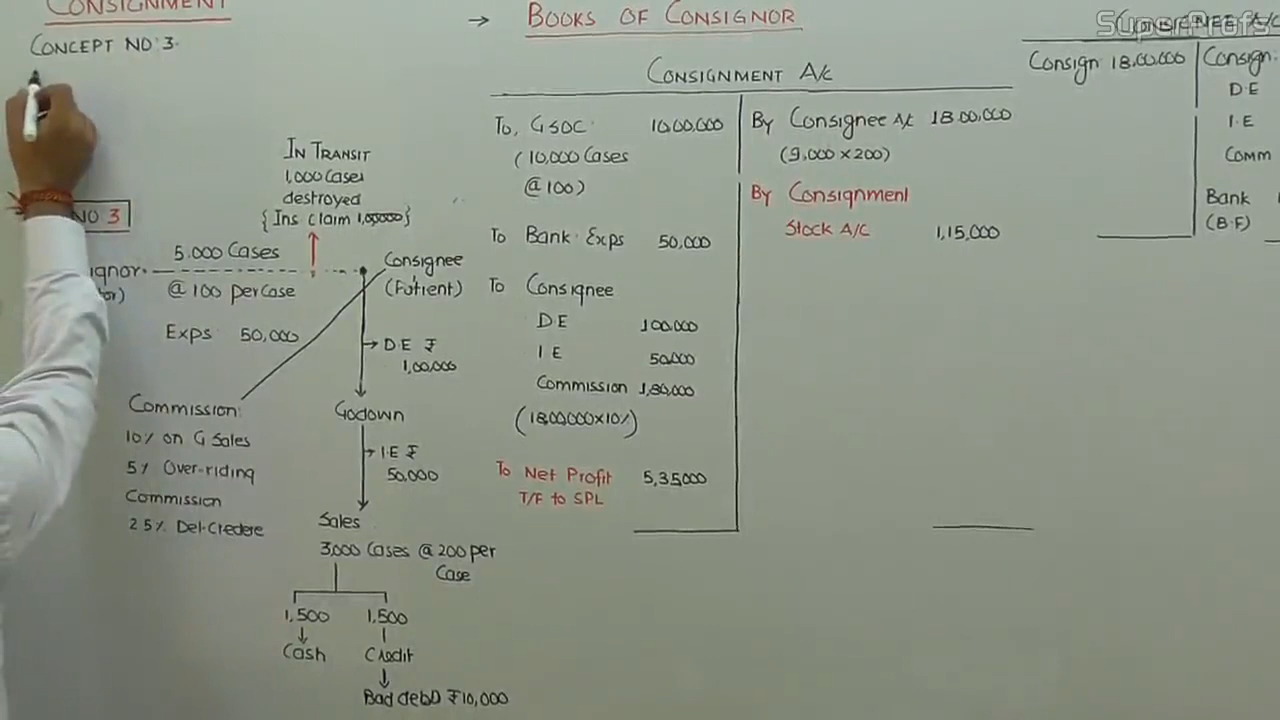 CONSIGNMENT
CONCEPT NO 3.
NO 3
IN TRANSIT
1,000 Cases
destroyed
{Ins claim 1,00000}
5.000 Cases
@ 100 per Case
Exps 50,000
Consignee
(Futient)
D.E ₹
1,00,000
Godown
I.E ₹
50,000
Commission:
10% on G Sales
5% Over-riding
Commission
2.5% Del-Credere
Sales
3,000 Cases @ 200 per
Case
1,500 1,500
Cash Credit
Bad debD ₹10,000
→ BOOKS OF CONSIGNOR
CONSIGNMENT A/c
To, GSOC 10,00,000
(10,000 Cases
@ 100)
To Bank Exps 50,000
To Consignee
DE 1,00,000
I E 50,000
Commission 1,80,000
(18,00,000 x 10%)
To Net Profit 5,35,000
T/F to SPL
By Consignee A/c 18,00,000
(9,000 x 200)
By Consignment
Stock A/C 1,15,000
SuperProfs
CONSIGNEE A/C
Consign 18,00,000
Consign:
D.E
I.E
Comm
Bank
(B.F)